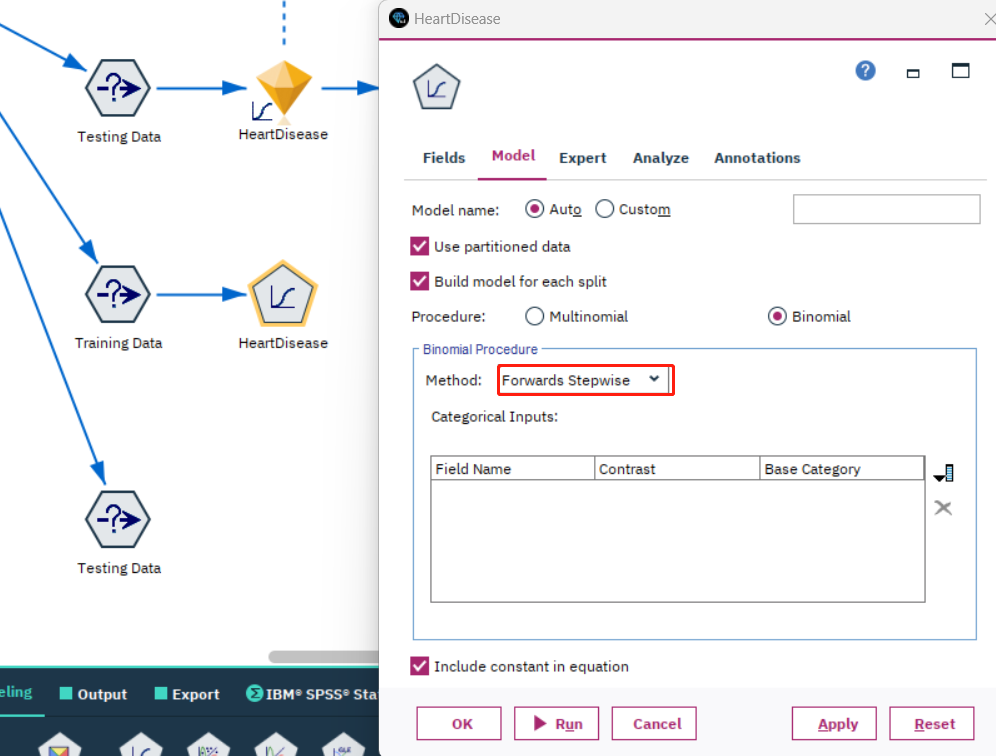 HeartDisease
Testing Data
HeartDisease
Fields Model Expert Analyze Annotations
Model name: Auto Custom
Use partitioned data
Build model for each split
Training Data
HeartDisease
Procedure: Multinomial Binomial
Binomial Procedure
Method: Forwards Stepwise
Categorical Inputs:
Field Name Contrast Base Category
Testing Data
Include constant in equation
eling Output Export IBM® SPSS® Sta
OK Run Cancel Apply Reset